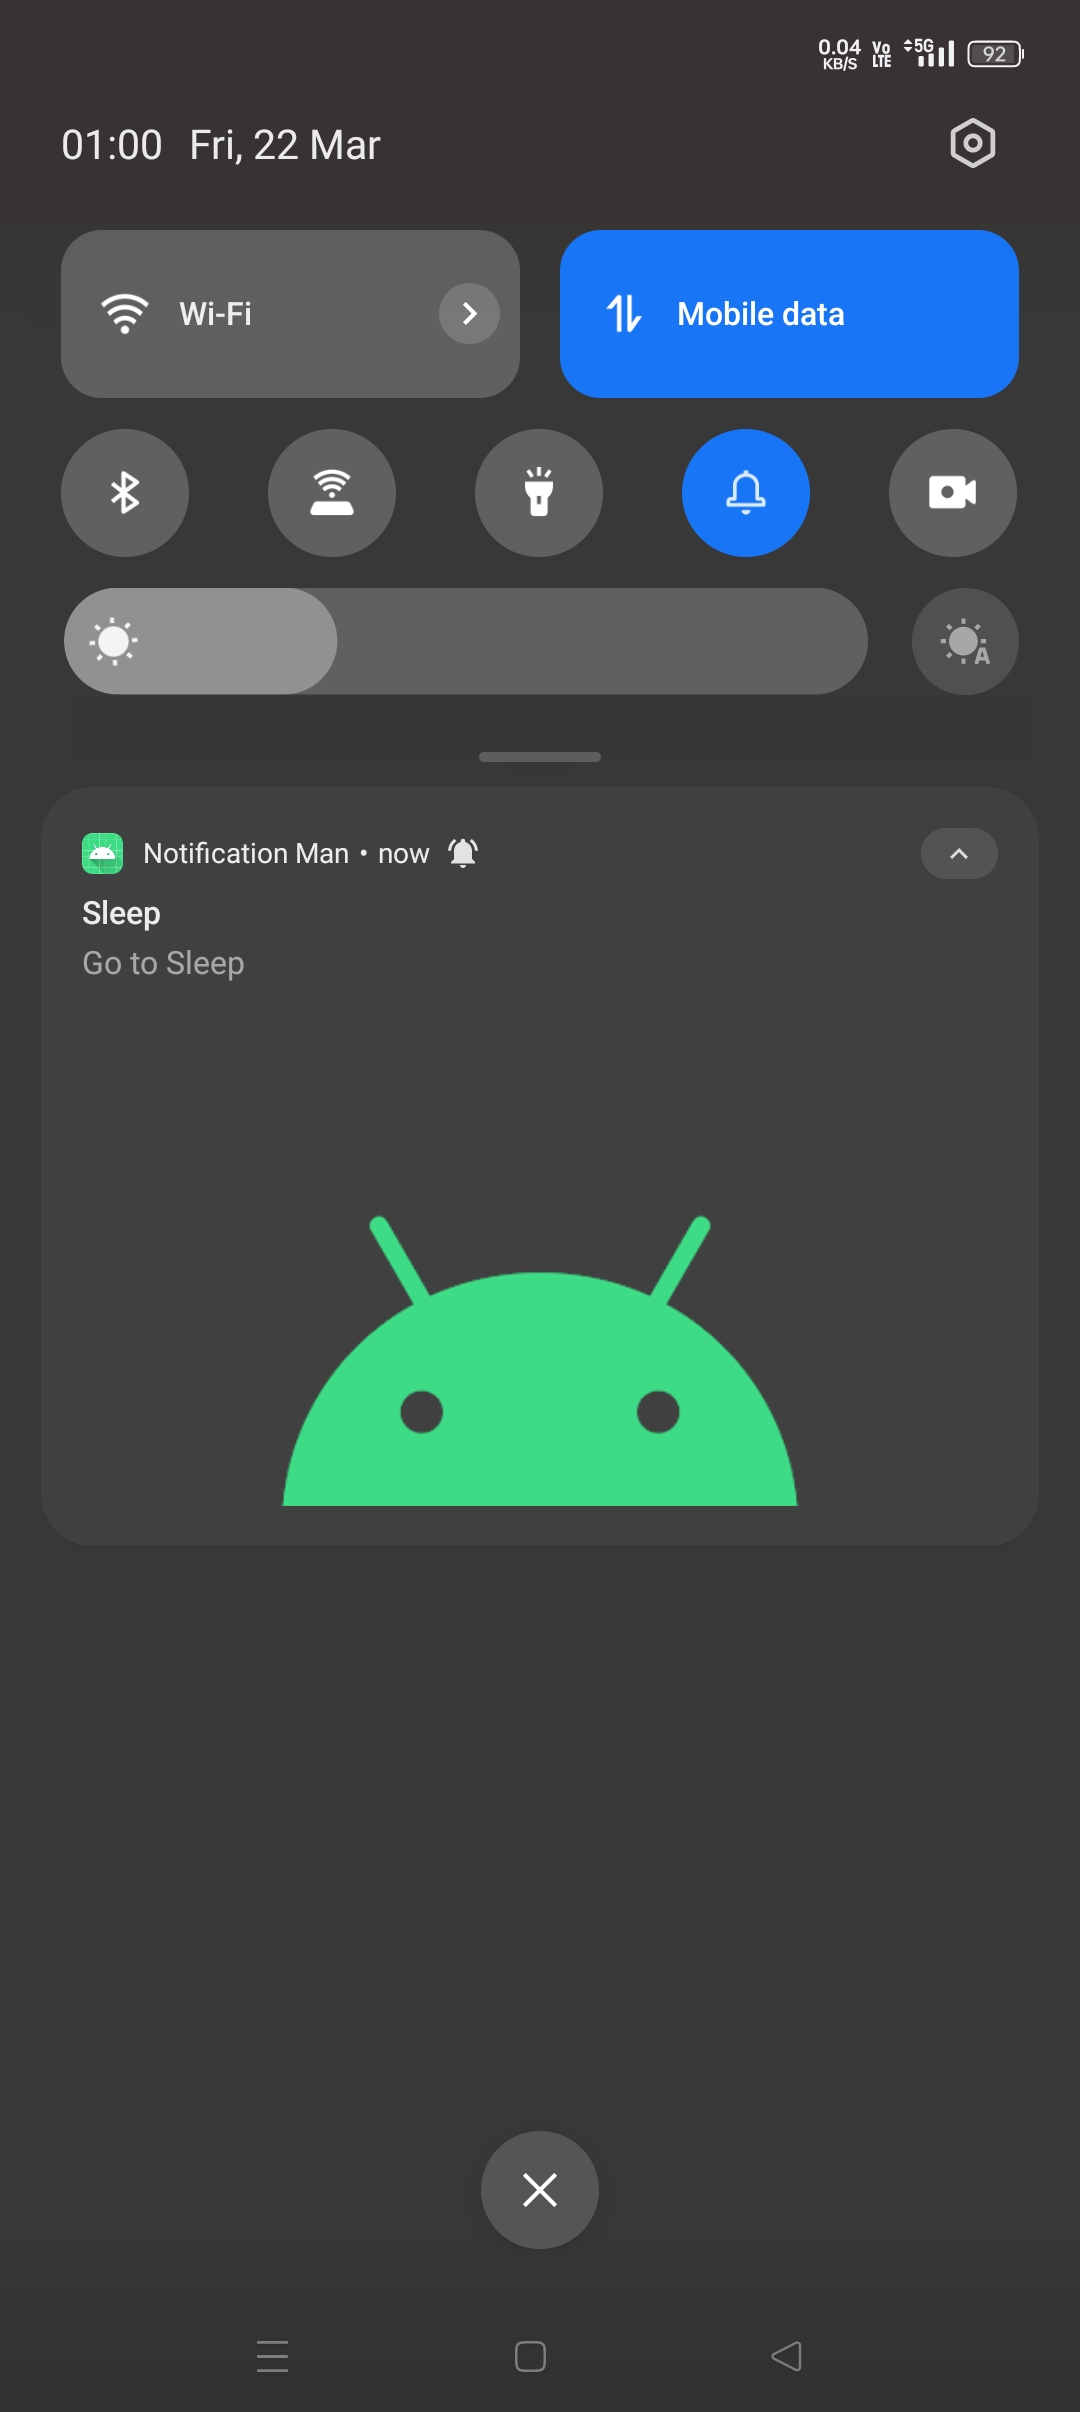 0.04 KB/S Vo LTE 5G 92
01:00 Fri, 22 Mar
Wi-Fi
Mobile data
A
Notification Man • now
Sleep
Go to Sleep